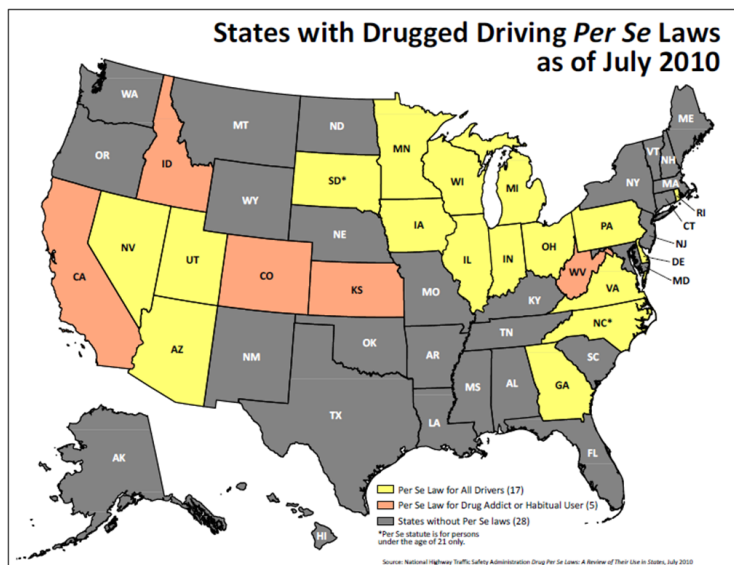 States with Drugged Driving Per Se Laws
as of July 2010
WA
MT
ND
MN
ME
OR
ID
SD*
WI
MI
VT
NH
WY
NY
MA
RI
CT
NV
UT
NE
IA
IL
IN
OH
PA
NJ
DE
MD
CA
CO
KS
MO
KY
WV
VA
AZ
NM
OK
AR
TN
NC*
SC
TX
LA
MS
AL
GA
FL
AK
HI
Per Se Law for All Drivers (17)
Per Se Law for Drug Addict or Habitual User (5)
States without Per Se laws (28)
*Per Se statute is for persons
under the age of 21 only.
Source: National Highway Traffic Safety Administration Drug Per Se Laws: A Review of Their Use in States, July 2010